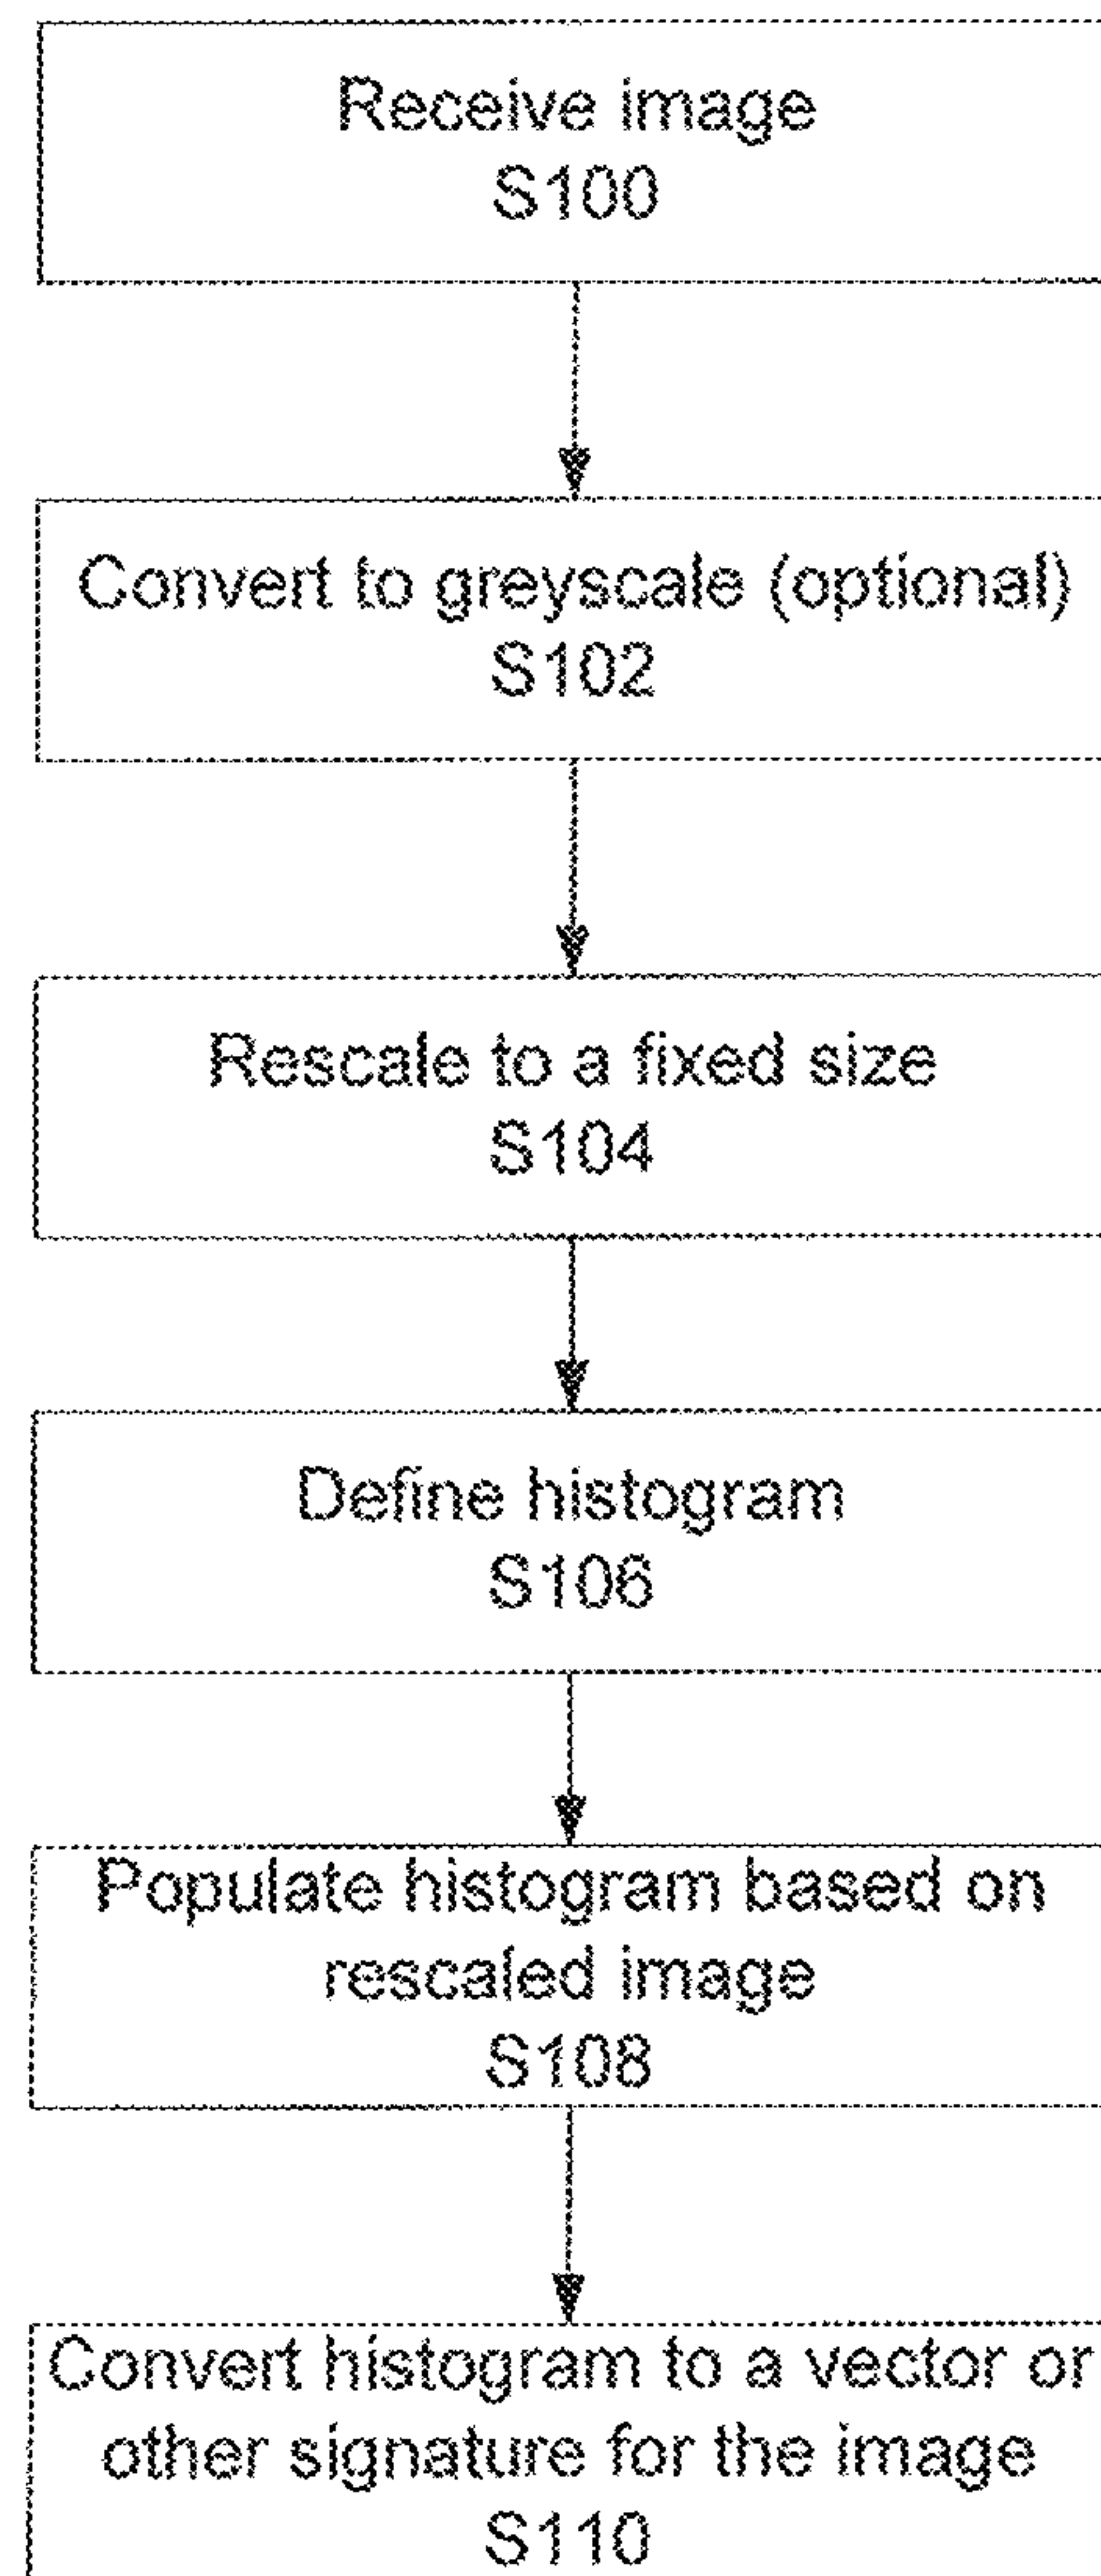 Receive image
S100
Convert to greyscale (optional)
S102
Rescale to a fixed size
S104
Define histogram
S106
Populate histogram based on
rescaled image
S108
Convert histogram to a vector or
other signature for the image
S110